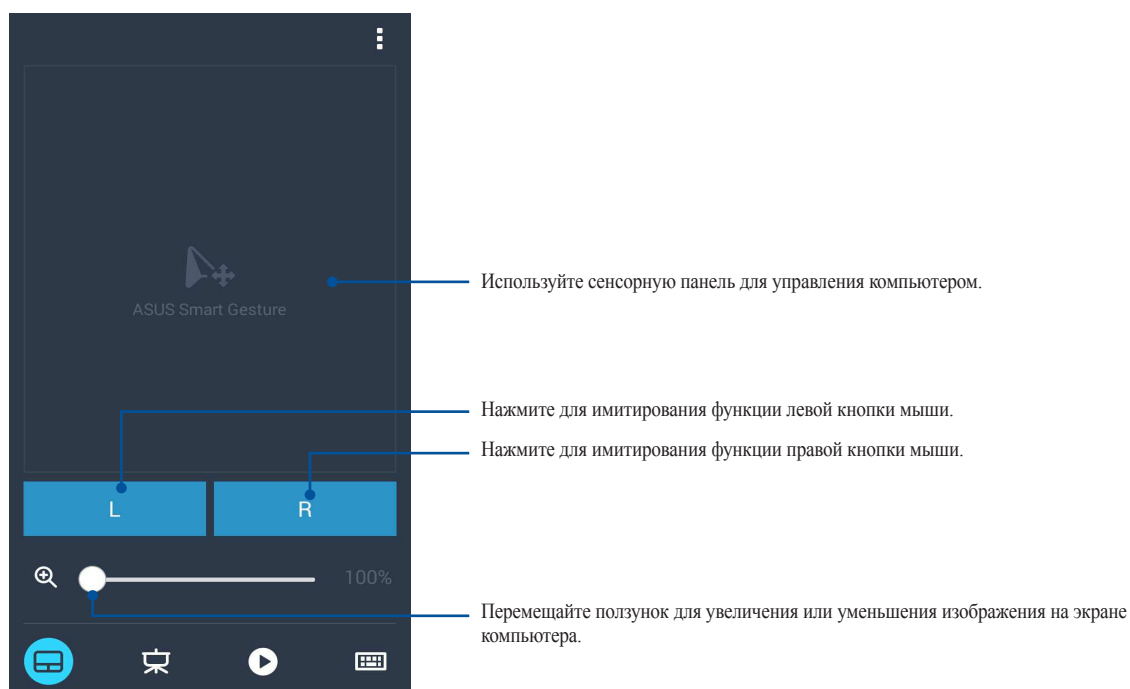 ASUS Smart Gesture
Используйте сенсорную панель для управления компьютером.
Нажмите для имитирования функции левой кнопки мыши.
Нажмите для имитирования функции правой кнопки мыши.
L
R
100%
Перемещайте ползунок для увеличения или уменьшения изображения на экране
компьютера.